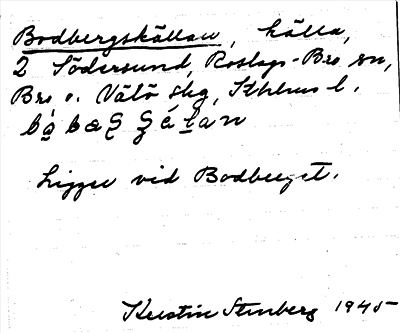 Bodbergskällan, källa,
2 Södersund, Roslags-Bro sn,
Bro o. Vätö skg, Sthlms l.
Ligger vid Bodberget.
Kerstin Stenberg 1945